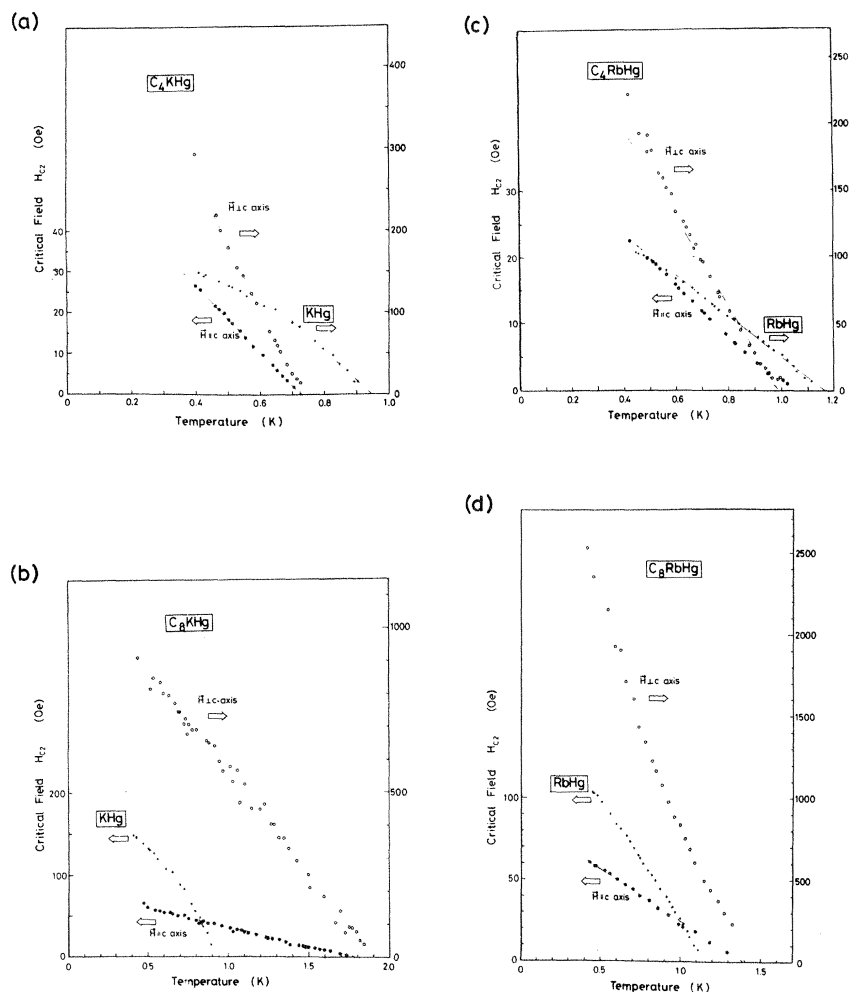 (a)
C4KHg
H⊥c axis
KHg
H∥c axis
Critical Field HC2 (Oe)
0 10 20 30 40
0 100 200 300 400
0 0.2 0.4 0.6 0.8 1.0
Temperature (K)
(c)
C4RbHg
H⊥c axis
H∥c axis
RbHg
Critical Field HC2 (Oe)
0 10 20 30
0 50 100 150 200 250
0 0.2 0.4 0.6 0.8 1.0 1.2
Temperature (K)
(b)
C8KHg
H⊥c-axis
KHg
H∥c axis
Critical Field HC2 (Oe)
0 50 100 150 200
0 500 1000
0 0.5 1.0 1.5 2.0
Temperature (K)
(d)
C8RbHg
H⊥c axis
RbHg
H∥c axis
Critical Field HC2 (Oe)
0 50 60 100
0 500 1000 1500 2000 2500
0 0.5 1.0 1.5
Temperature (K)